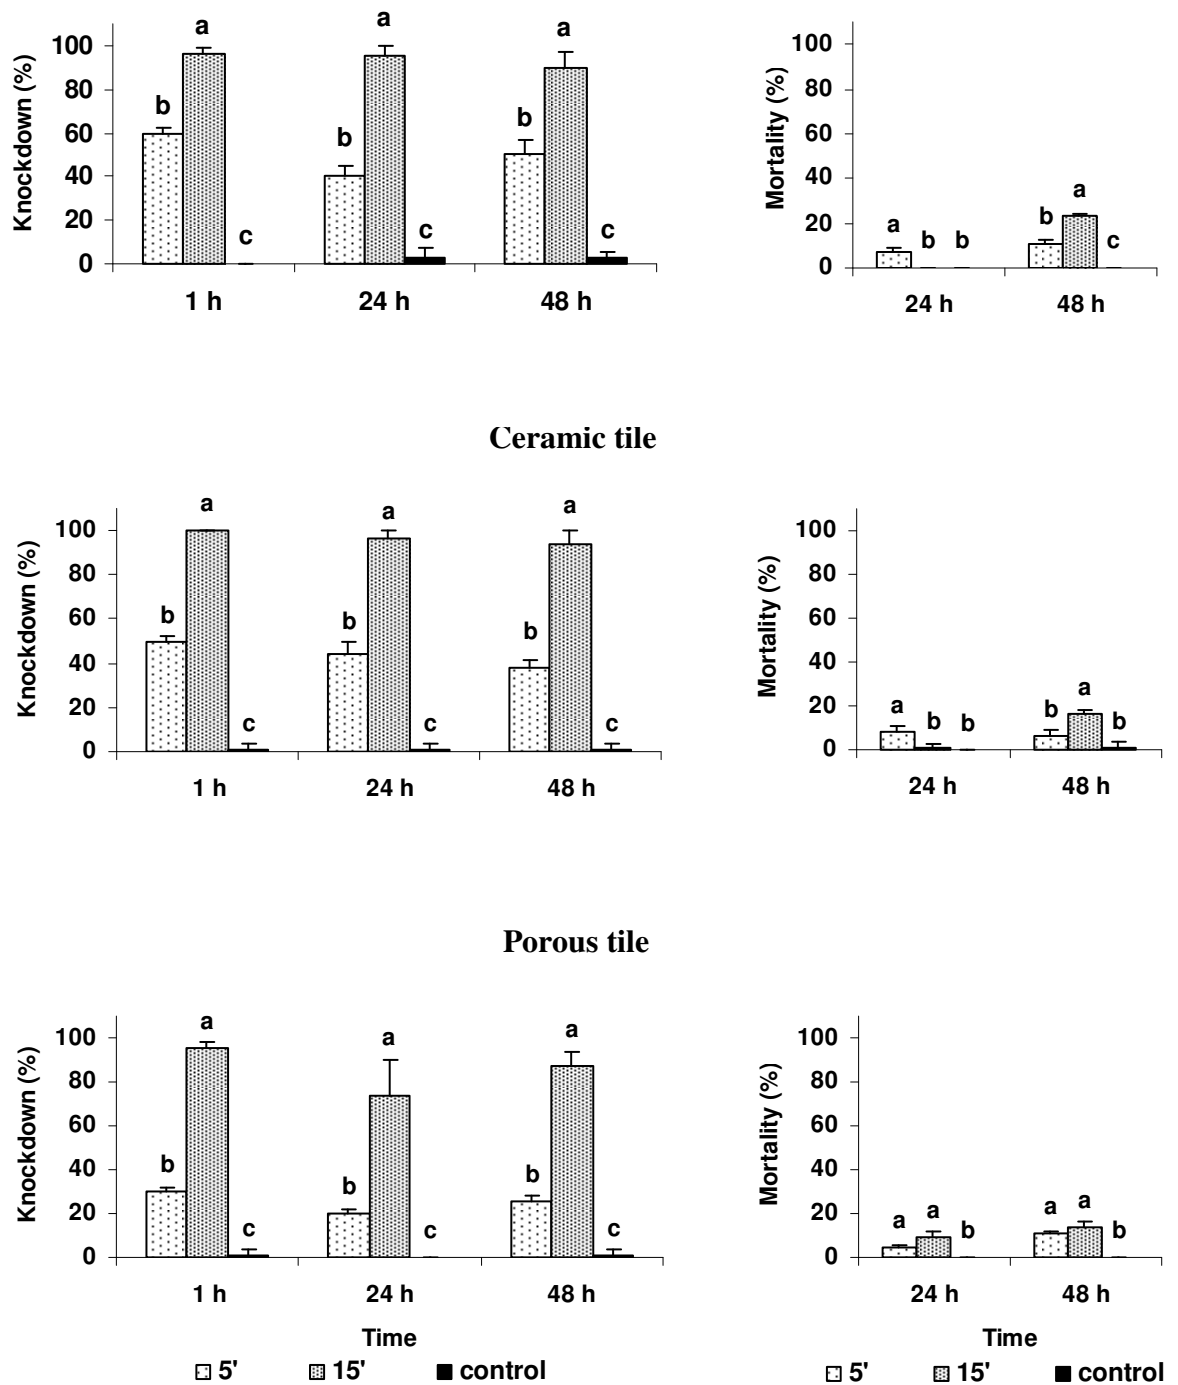 Knockdown (%)
100
80
60
40
20
0
b a
c
b a
c
b a
c
1 h 24 h 48 h
Mortality (%)
100
80
60
40
20
0
a b b
b a c
24 h 48 h
Ceramic tile
Knockdown (%)
100
80
60
40
20
0
b a c
b a c
b a c
1 h 24 h 48 h
Mortality (%)
100
80
60
40
20
0
a b b
b a b
24 h 48 h
Porous tile
Knockdown (%)
100
80
60
40
20
0
b a c
b a c
b a c
1 h 24 h 48 h
Time
5' 15' control
Mortality (%)
100
80
60
40
20
0
a a b
a a b
24 h 48 h
Time
5' 15' control